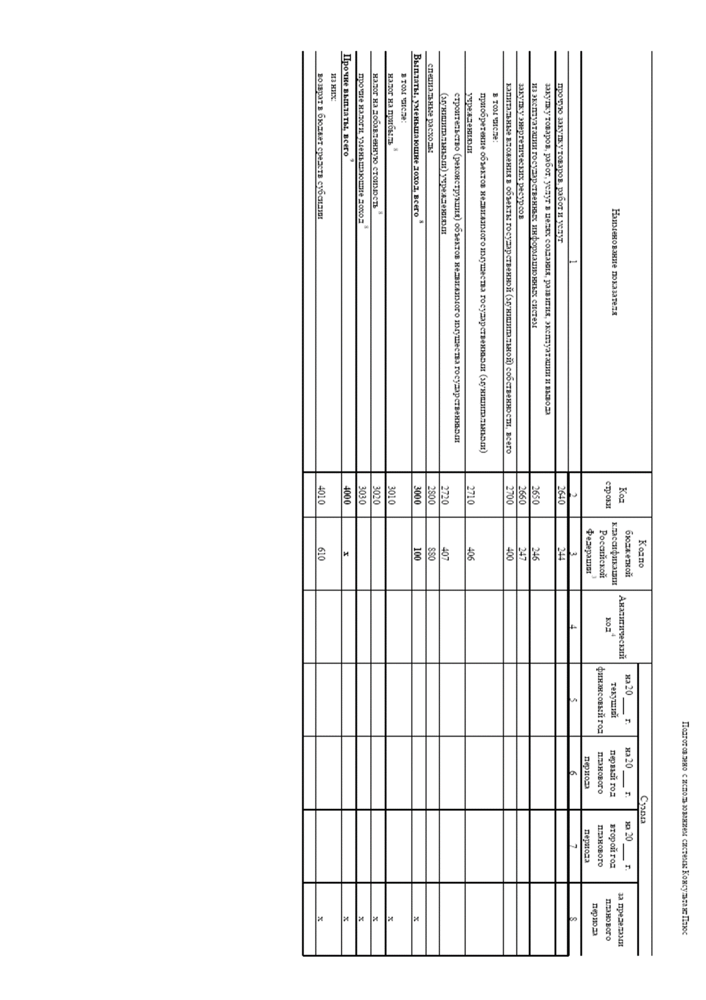 Подготовлено с использованием системы КонсультантПлюс
Наименование показателя
Код
строки
Код по
бюджетной
классификации
Российской
Федерации 3
Аналитический
код 4
Сумма
на 20 ___ г.
текущий
финансовый год
на 20 ___ г.
первый год
планового
периода
на 20 ___ г.
второй год
планового
периода
за пределами
планового
периода
1 2 3 4 5 6 7 8
прочую закупку товаров, работ и услуг 2640 244
закупку товаров, работ, услуг в целях создания, развития, эксплуатации и вывода
из эксплуатации государственных информационных систем 2650 246
закупку энергетических ресурсов 2660 247
капитальные вложения в объекты государственной (муниципальной) собственности, всего 2700 400
в том числе:
приобретение объектов недвижимого имущества государственными (муниципальными)
учреждениями 2710 406
строительство (реконструкция) объектов недвижимого имущества государственными
(муниципальными) учреждениями 2720 407
специальные расходы 2800 880
Выплаты, уменьшающие доход, всего 8 3000 100 x
в том числе:
налог на прибыль 8 3010 x
налог на добавленную стоимость 8 3020 x
прочие налоги, уменьшающие доход 8 3030 x
Прочие выплаты, всего 9 4000 x x
из них:
возврат в бюджет средств субсидии 4010 610 x